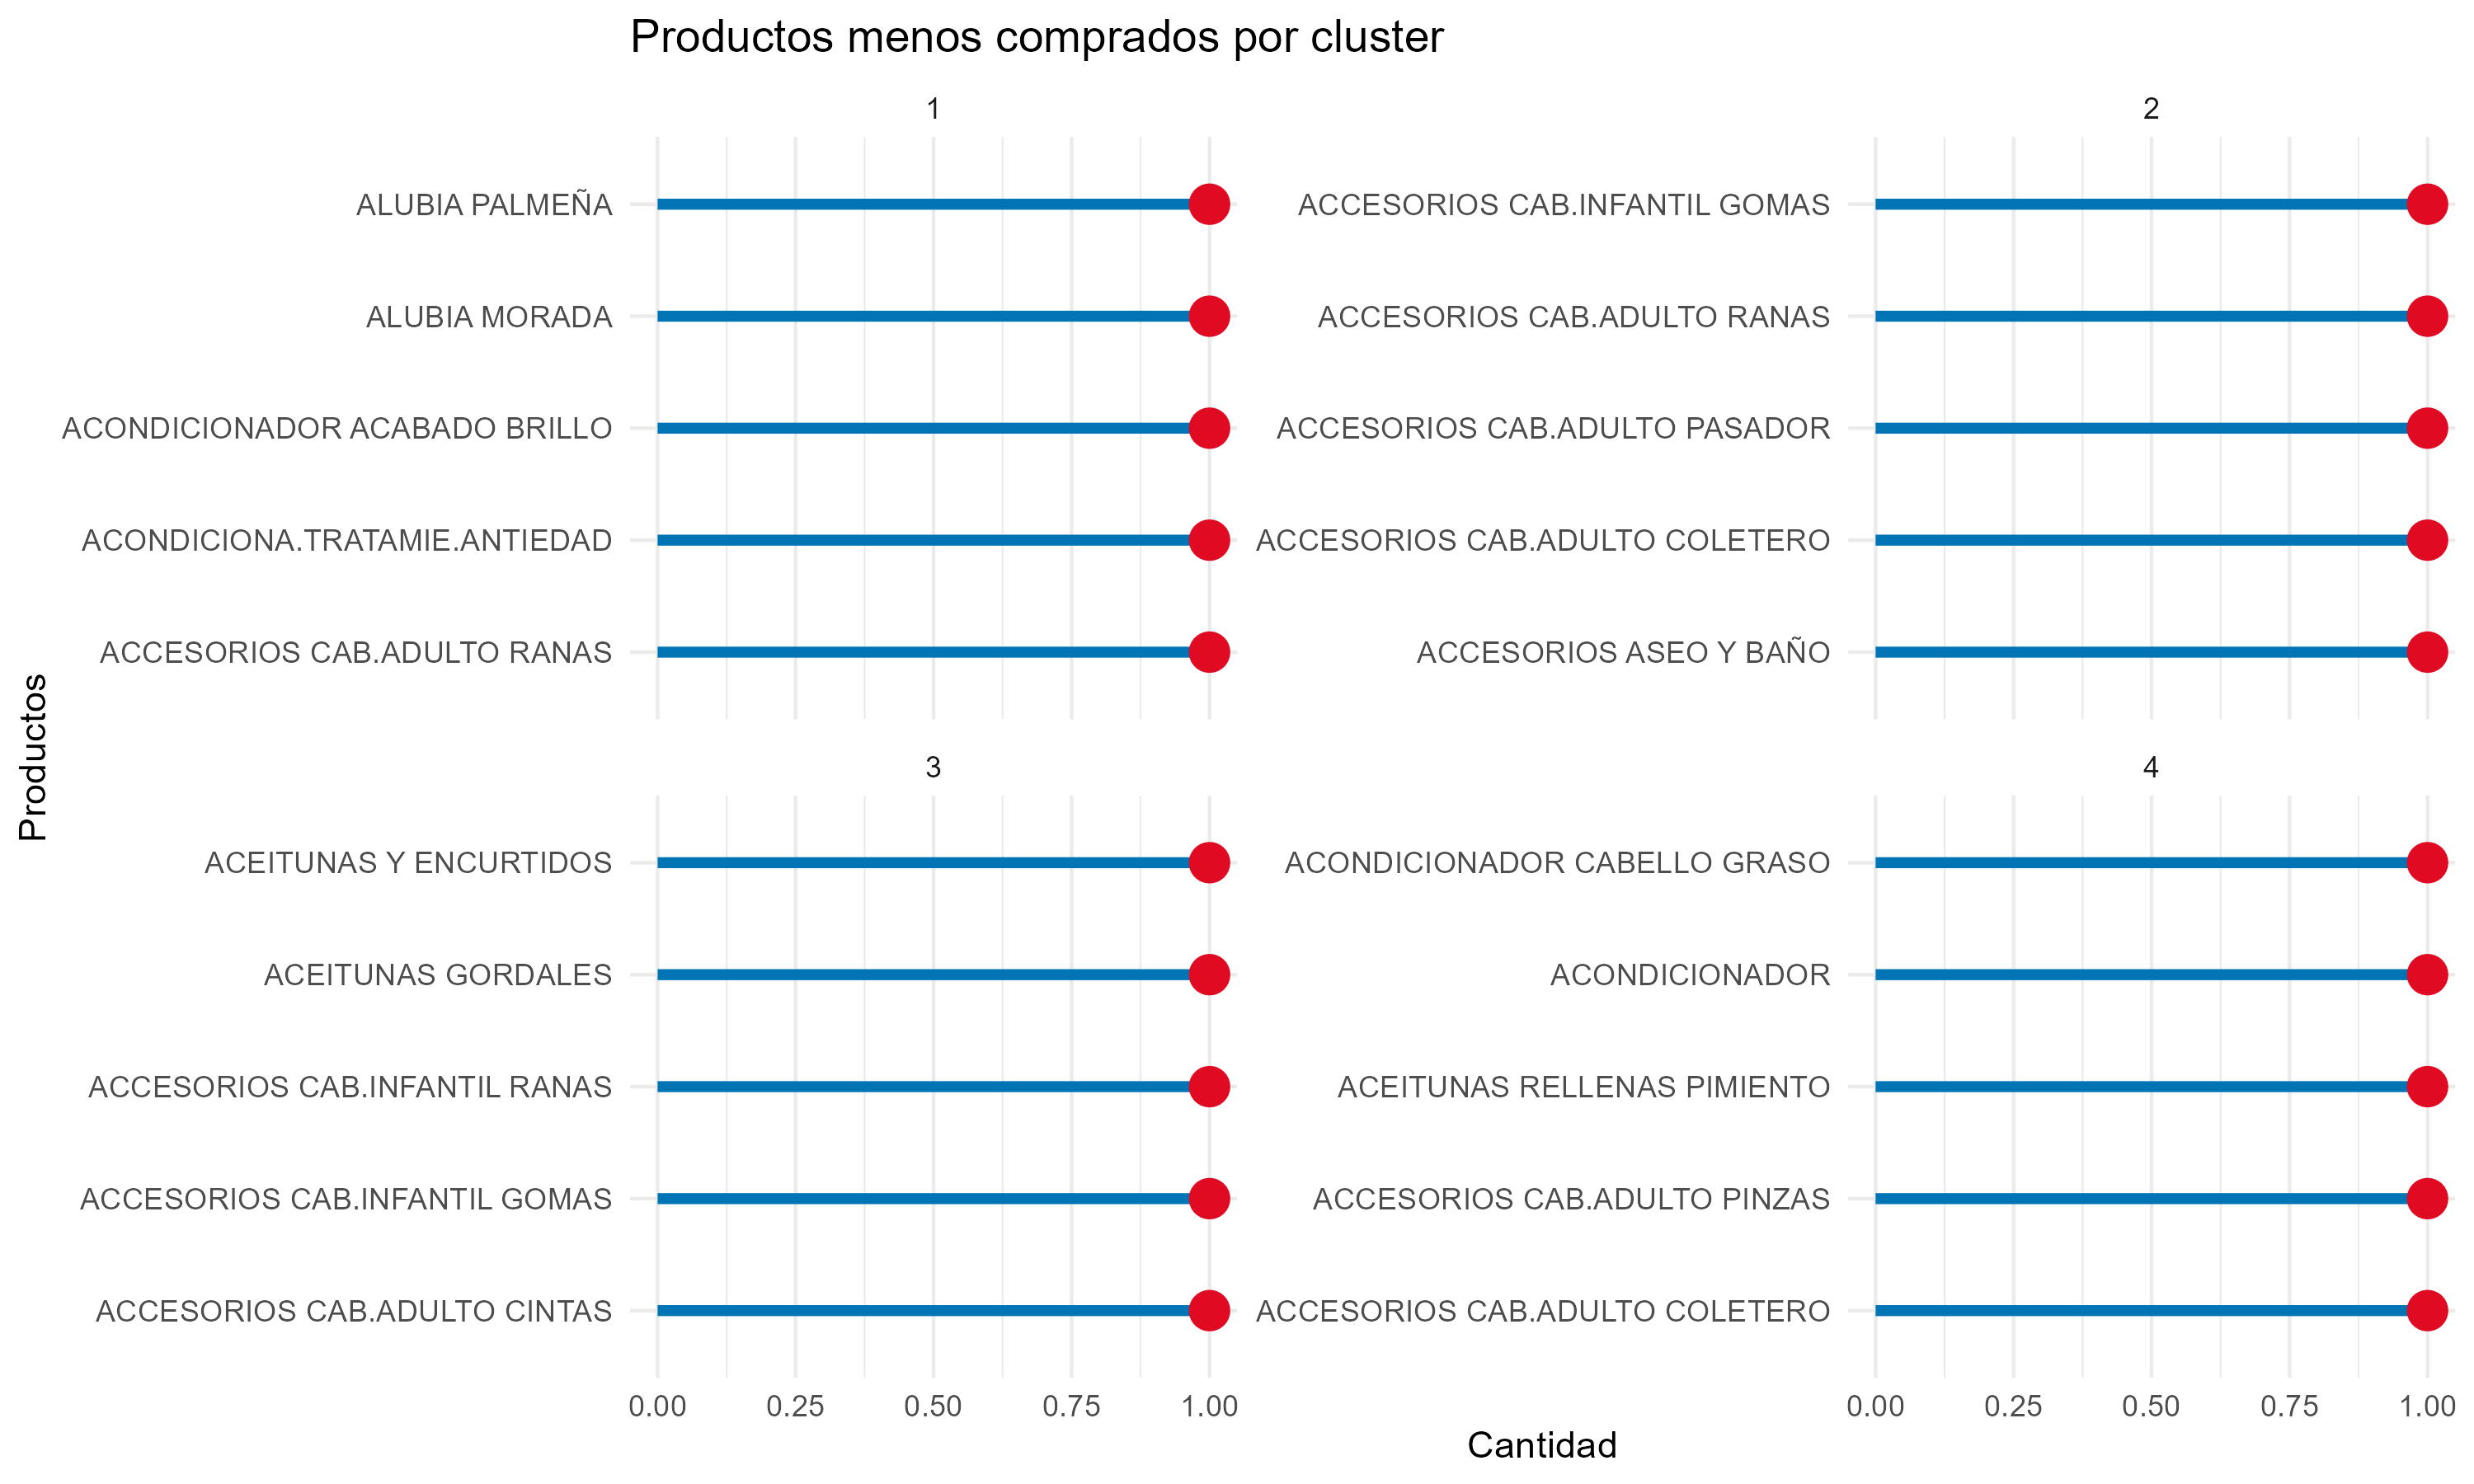 Productos menos comprados por cluster
1
ALUBIA PALMEÑA
ALUBIA MORADA
ACONDICIONADOR ACABADO BRILLO
ACONDICIONA.TRATAMIE.ANTIEDAD
ACCESORIOS CAB.ADULTO RANAS
2
ACCESORIOS CAB.INFANTIL GOMAS
ACCESORIOS CAB.ADULTO RANAS
ACCESORIOS CAB.ADULTO PASADOR
ACCESORIOS CAB.ADULTO COLETERO
ACCESORIOS ASEO Y BAÑO
Productos
3
ACEITUNAS Y ENCURTIDOS
ACEITUNAS GORDALES
ACCESORIOS CAB.INFANTIL RANAS
ACCESORIOS CAB.INFANTIL GOMAS
ACCESORIOS CAB.ADULTO CINTAS
0.00 0.25 0.50 0.75 1.00
4
ACONDICIONADOR CABELLO GRASO
ACONDICIONADOR
ACEITUNAS RELLENAS PIMIENTO
ACCESORIOS CAB.ADULTO PINZAS
ACCESORIOS CAB.ADULTO COLETERO
0.00 0.25 0.50 0.75 1.00
Cantidad